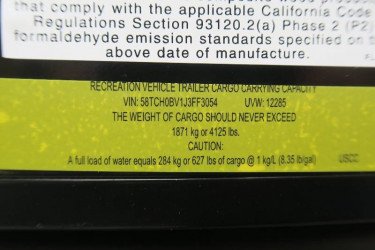 that comply with the applicable California Code
Regulations Section 93120.2(a) Phase 2 (P2)
formaldehyde emission standards specified on the
above date of manufacture.
RECREATION VEHICLE TRAILER CARGO CARRYING CAPACITY
VIN: 58TCH0BV1J3FF3054 UVW: 12285
THE WEIGHT OF CARGO SHOULD NEVER EXCEED
1871 kg or 4125 lbs.
CAUTION:
A full load of water equals 284 kg or 627 lbs of cargo @ 1 kg/L (8.35 lb/gal) USCC